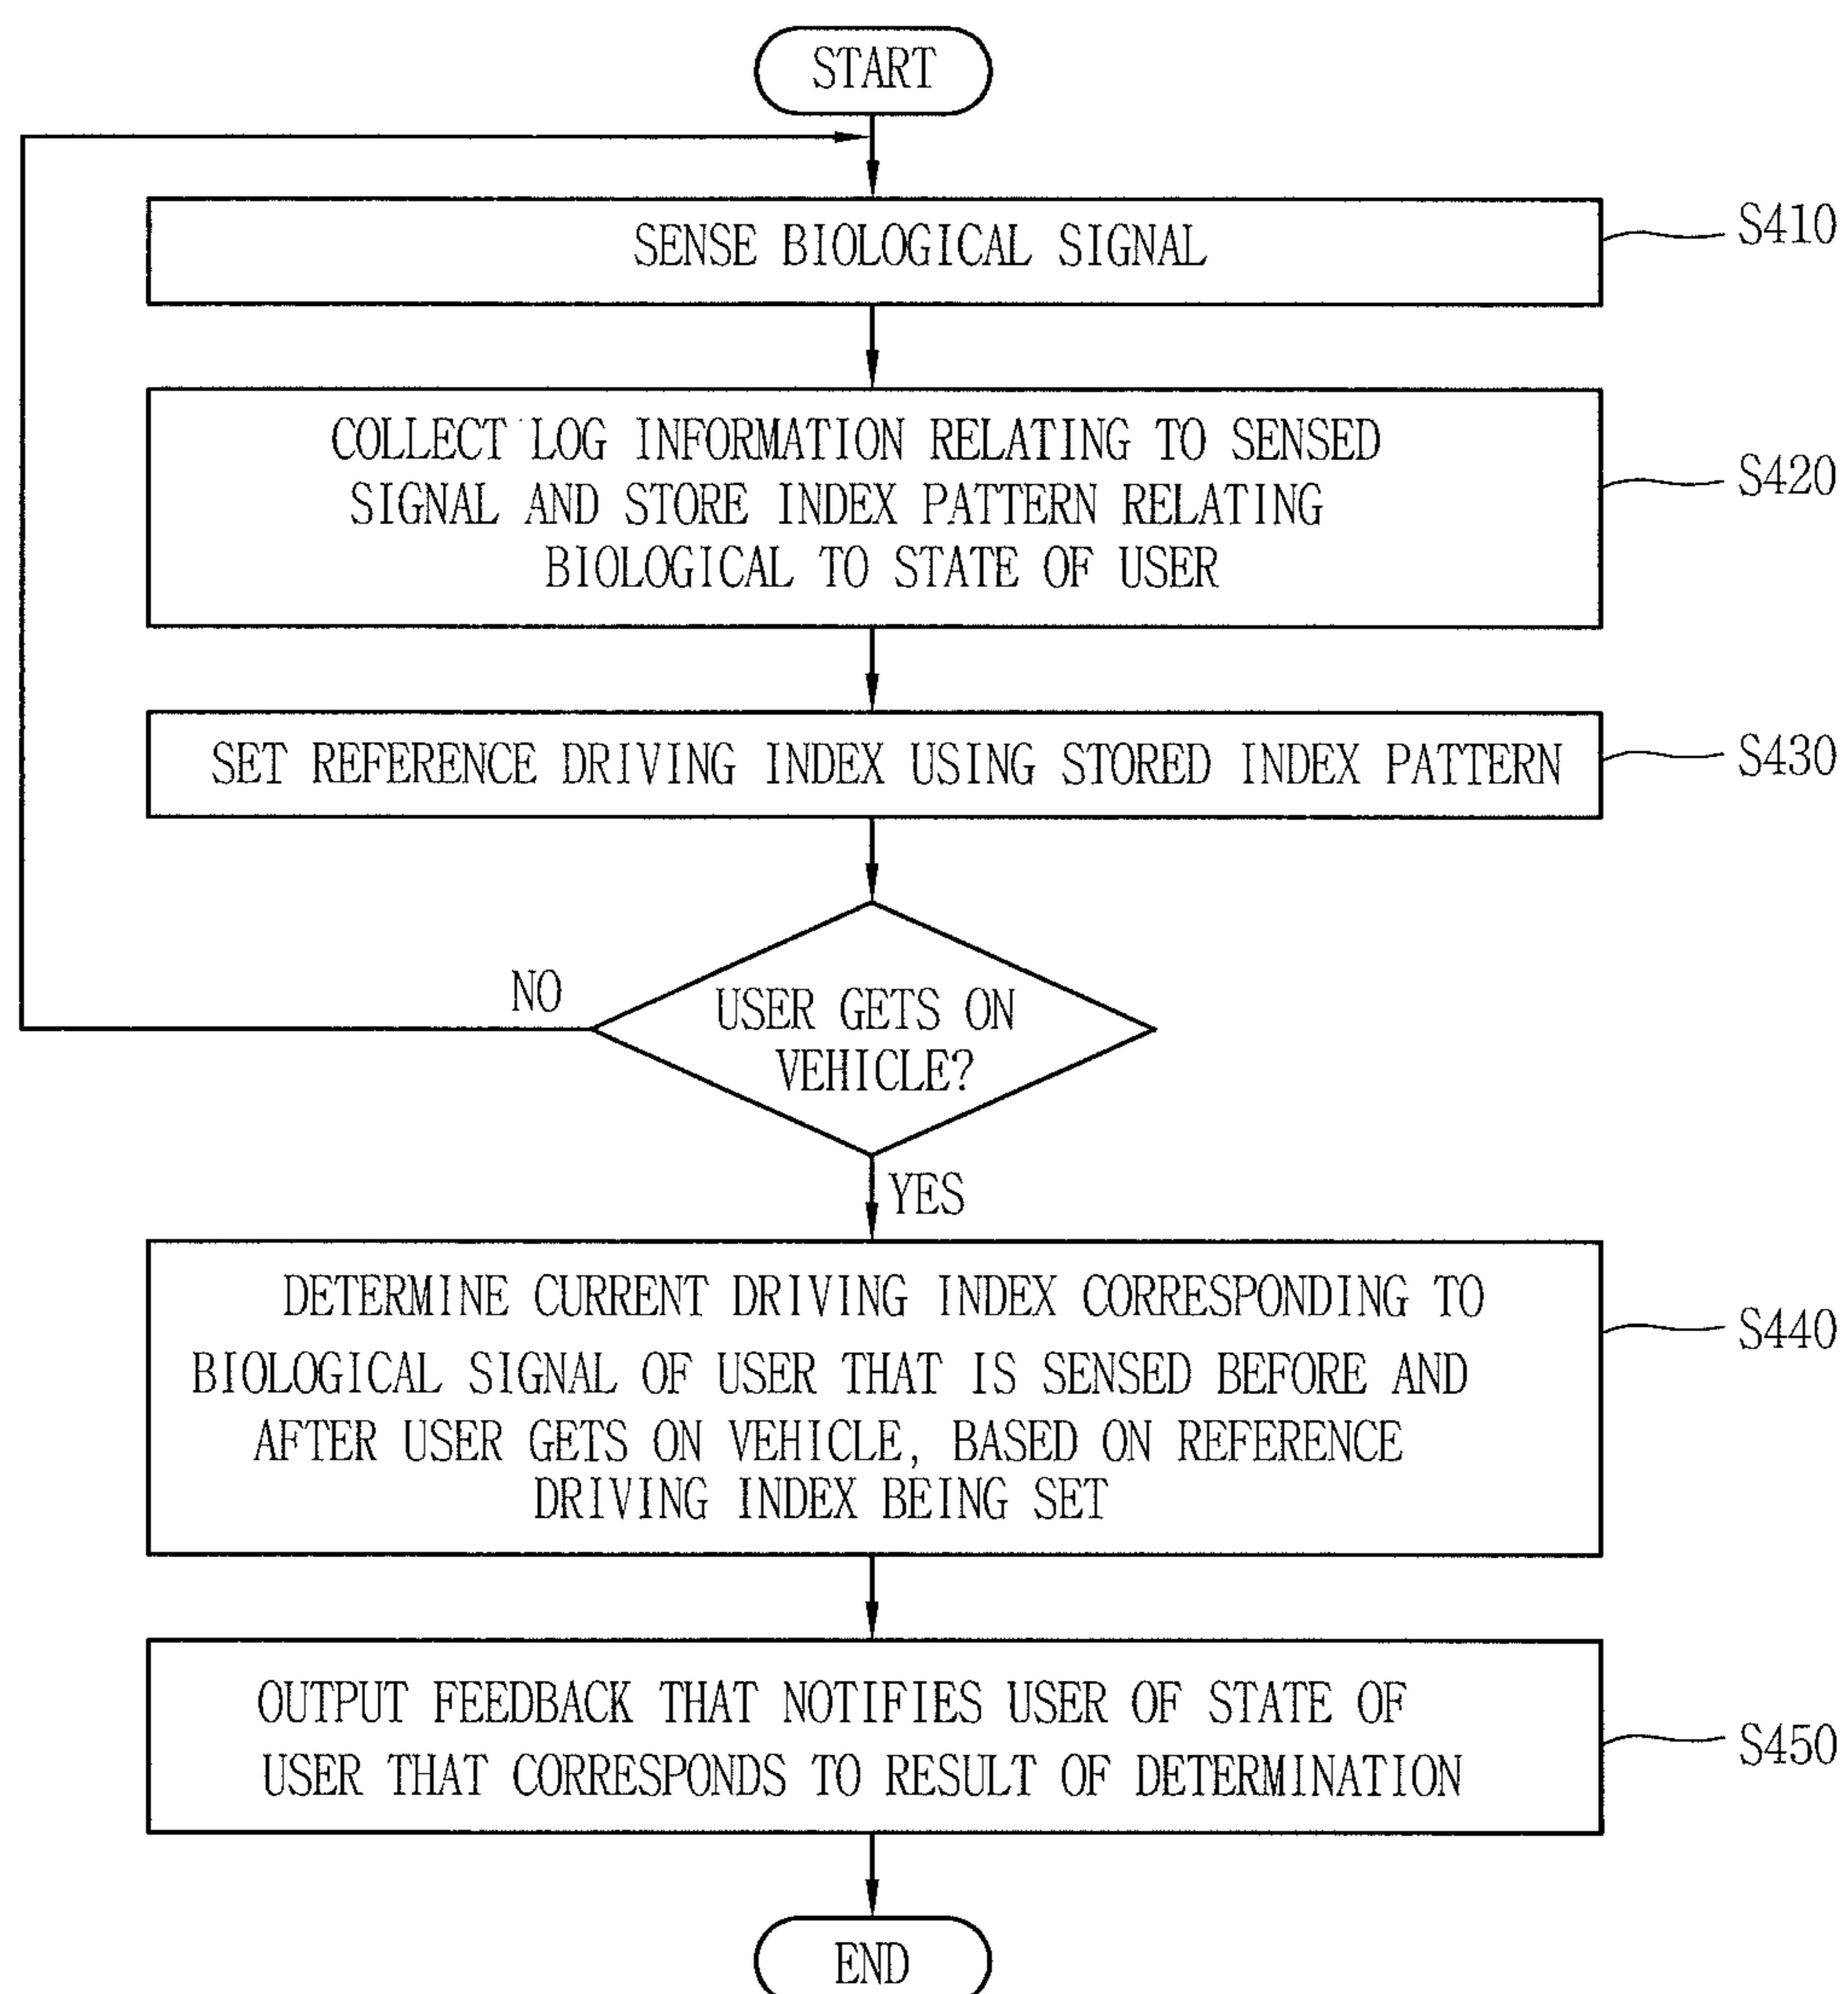 START
SENSE BIOLOGICAL SIGNAL
S410
COLLECT LOG INFORMATION RELATING TO SENSED
SIGNAL AND STORE INDEX PATTERN RELATING
BIOLOGICAL TO STATE OF USER
S420
SET REFERENCE DRIVING INDEX USING STORED INDEX PATTERN
S430
NO
USER GETS ON
VEHICLE?
YES
DETERMINE CURRENT DRIVING INDEX CORRESPONDING TO
BIOLOGICAL SIGNAL OF USER THAT IS SENSED BEFORE AND
AFTER USER GETS ON VEHICLE, BASED ON REFERENCE
DRIVING INDEX BEING SET
S440
OUTPUT FEEDBACK THAT NOTIFIES USER OF STATE OF
USER THAT CORRESPONDS TO RESULT OF DETERMINATION
S450
END